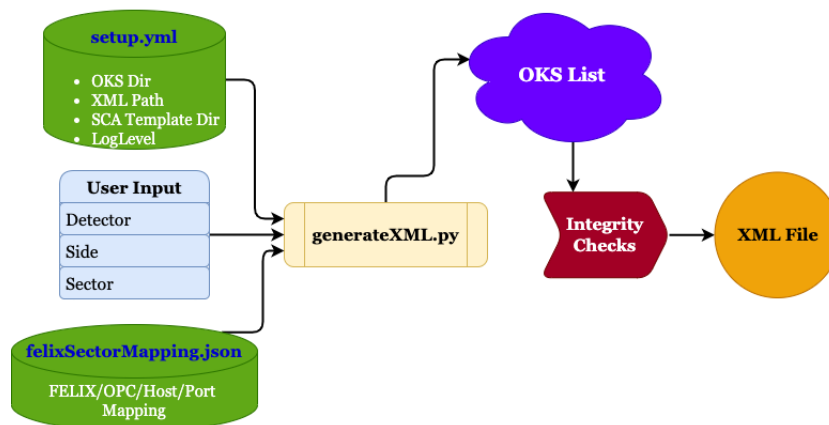 setup.yml
• OKS Dir
• XML Path
• SCA Template Dir
• LogLevel
User Input
Detector
Side
Sector
felixSectorMapping.json
FELIX/OPC/Host/Port
Mapping
generateXML.py
OKS List
Integrity
Checks
XML File